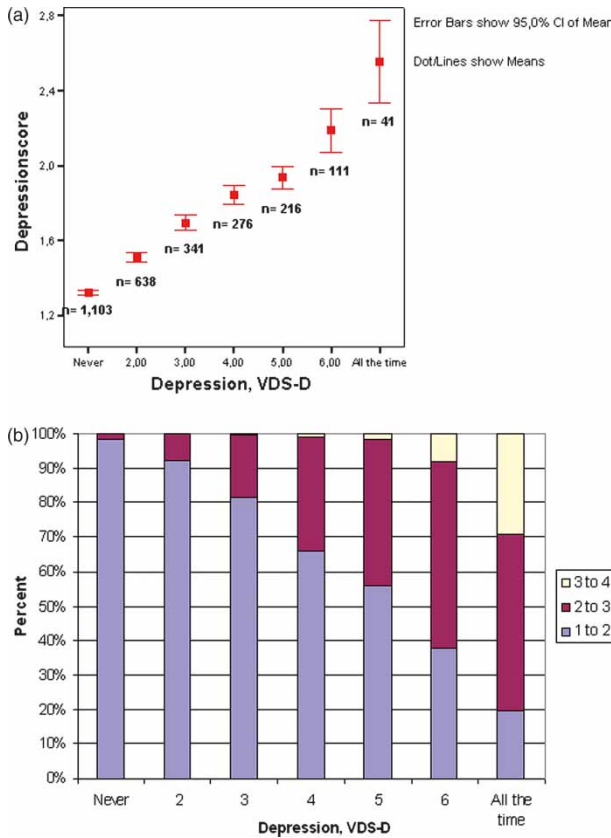 (a)
2,8
2,4
2,0
1,6
1,2
Depressionscore
n= 1,103
n= 638
n= 341
n= 276
n= 216
n= 111
n= 41
Never 2,00 3,00 4,00 5,00 6,00 All the time
Depression, VDS-D
Error Bars show 95,0% CI of Mean
Dot/Lines show Means
(b)
100%
90%
80%
70%
60%
50%
40%
30%
20%
10%
0%
Percent
Never 2 3 4 5 6 All the
time
Depression, VDS-D
3 to 4
2 to 3
1 to 2